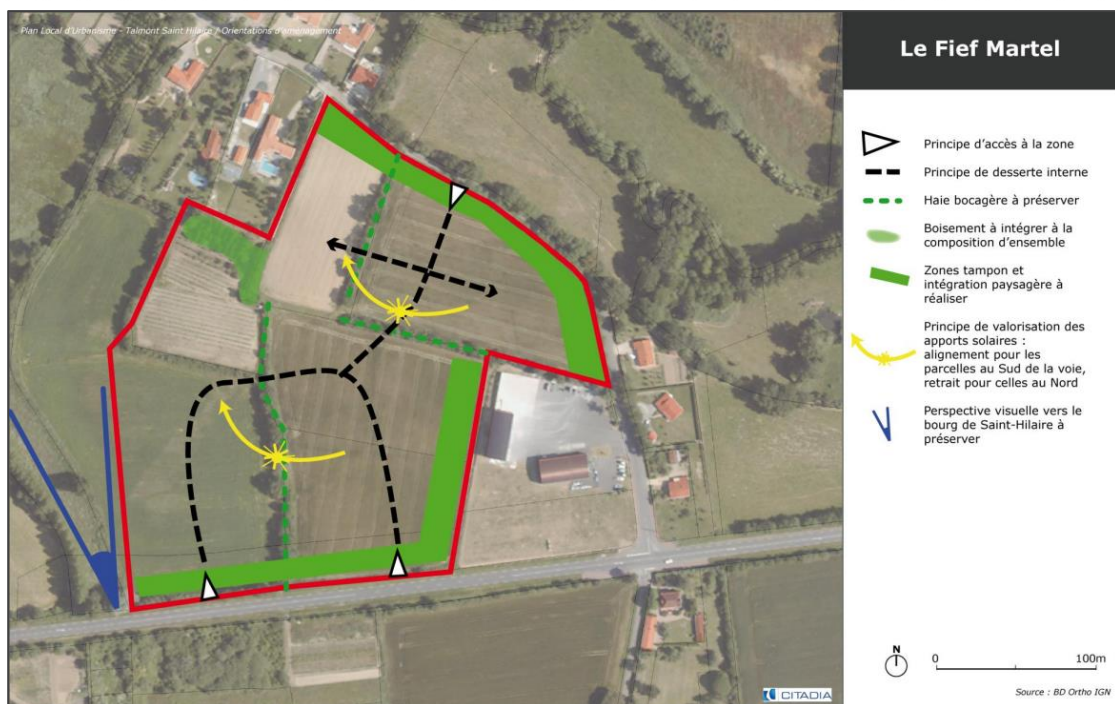 Plan Local d'Urbanisme - Talmont Saint Hilaire / Orientations d'aménagement
Le Fief Martel
Principe d'accès à la zone
Principe de desserte interne
Haie bocagère à préserver
Boisement à intégrer à la
composition d'ensemble
Zones tampon et
intégration paysagère à
réaliser
Principe de valorisation des
apports solaires :
alignement pour les
parcelles au Sud de la voie,
retrait pour celles au Nord
Perspective visuelle vers le
bourg de Saint-Hilaire à
préserver
N
0 100m
Source : BD Ortho IGN
CITADIA